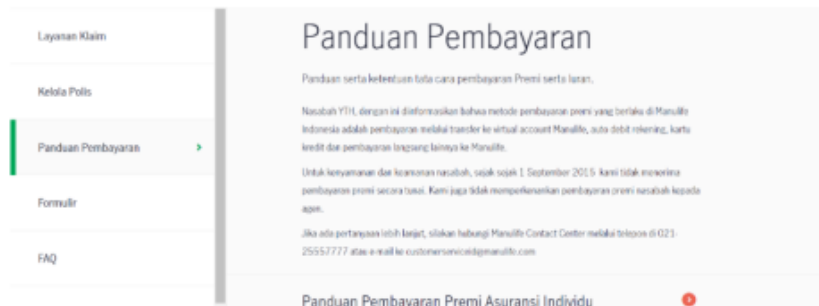 Layanan Klaim
Kelola Polis
Panduan Pembayaran
Formulir
FAQ
Panduan Pembayaran
Panduan serta ketentuan tata cara pembayaran Premi serta Iuran.
Nasabah YTH, dengan ini diinformasikan bahwa metode pembayaran premi yang berlaku di Manulife
Indonesia adalah pembayaran melalui transfer ke virtual account Manulife, auto debit rekening, kartu
kredit dan pembayaran langsung lainnya ke Manulife.
Untuk kenyamanan dan keamanan nasabah, sejak sejak 1 September 2015 kami tidak menerima
pembayaran premi secara tunai. Kami juga tidak memperkenankan pembayaran premi nasabah kepada
agen.
Jika ada pertanyaan lebih lanjut, silakan hubungi Manulife Contact Center melalui telepon di 021-
25557777 atau e-mail ke customerserviceid@manulife.com
Panduan Pembayaran Premi Asuransi Individu